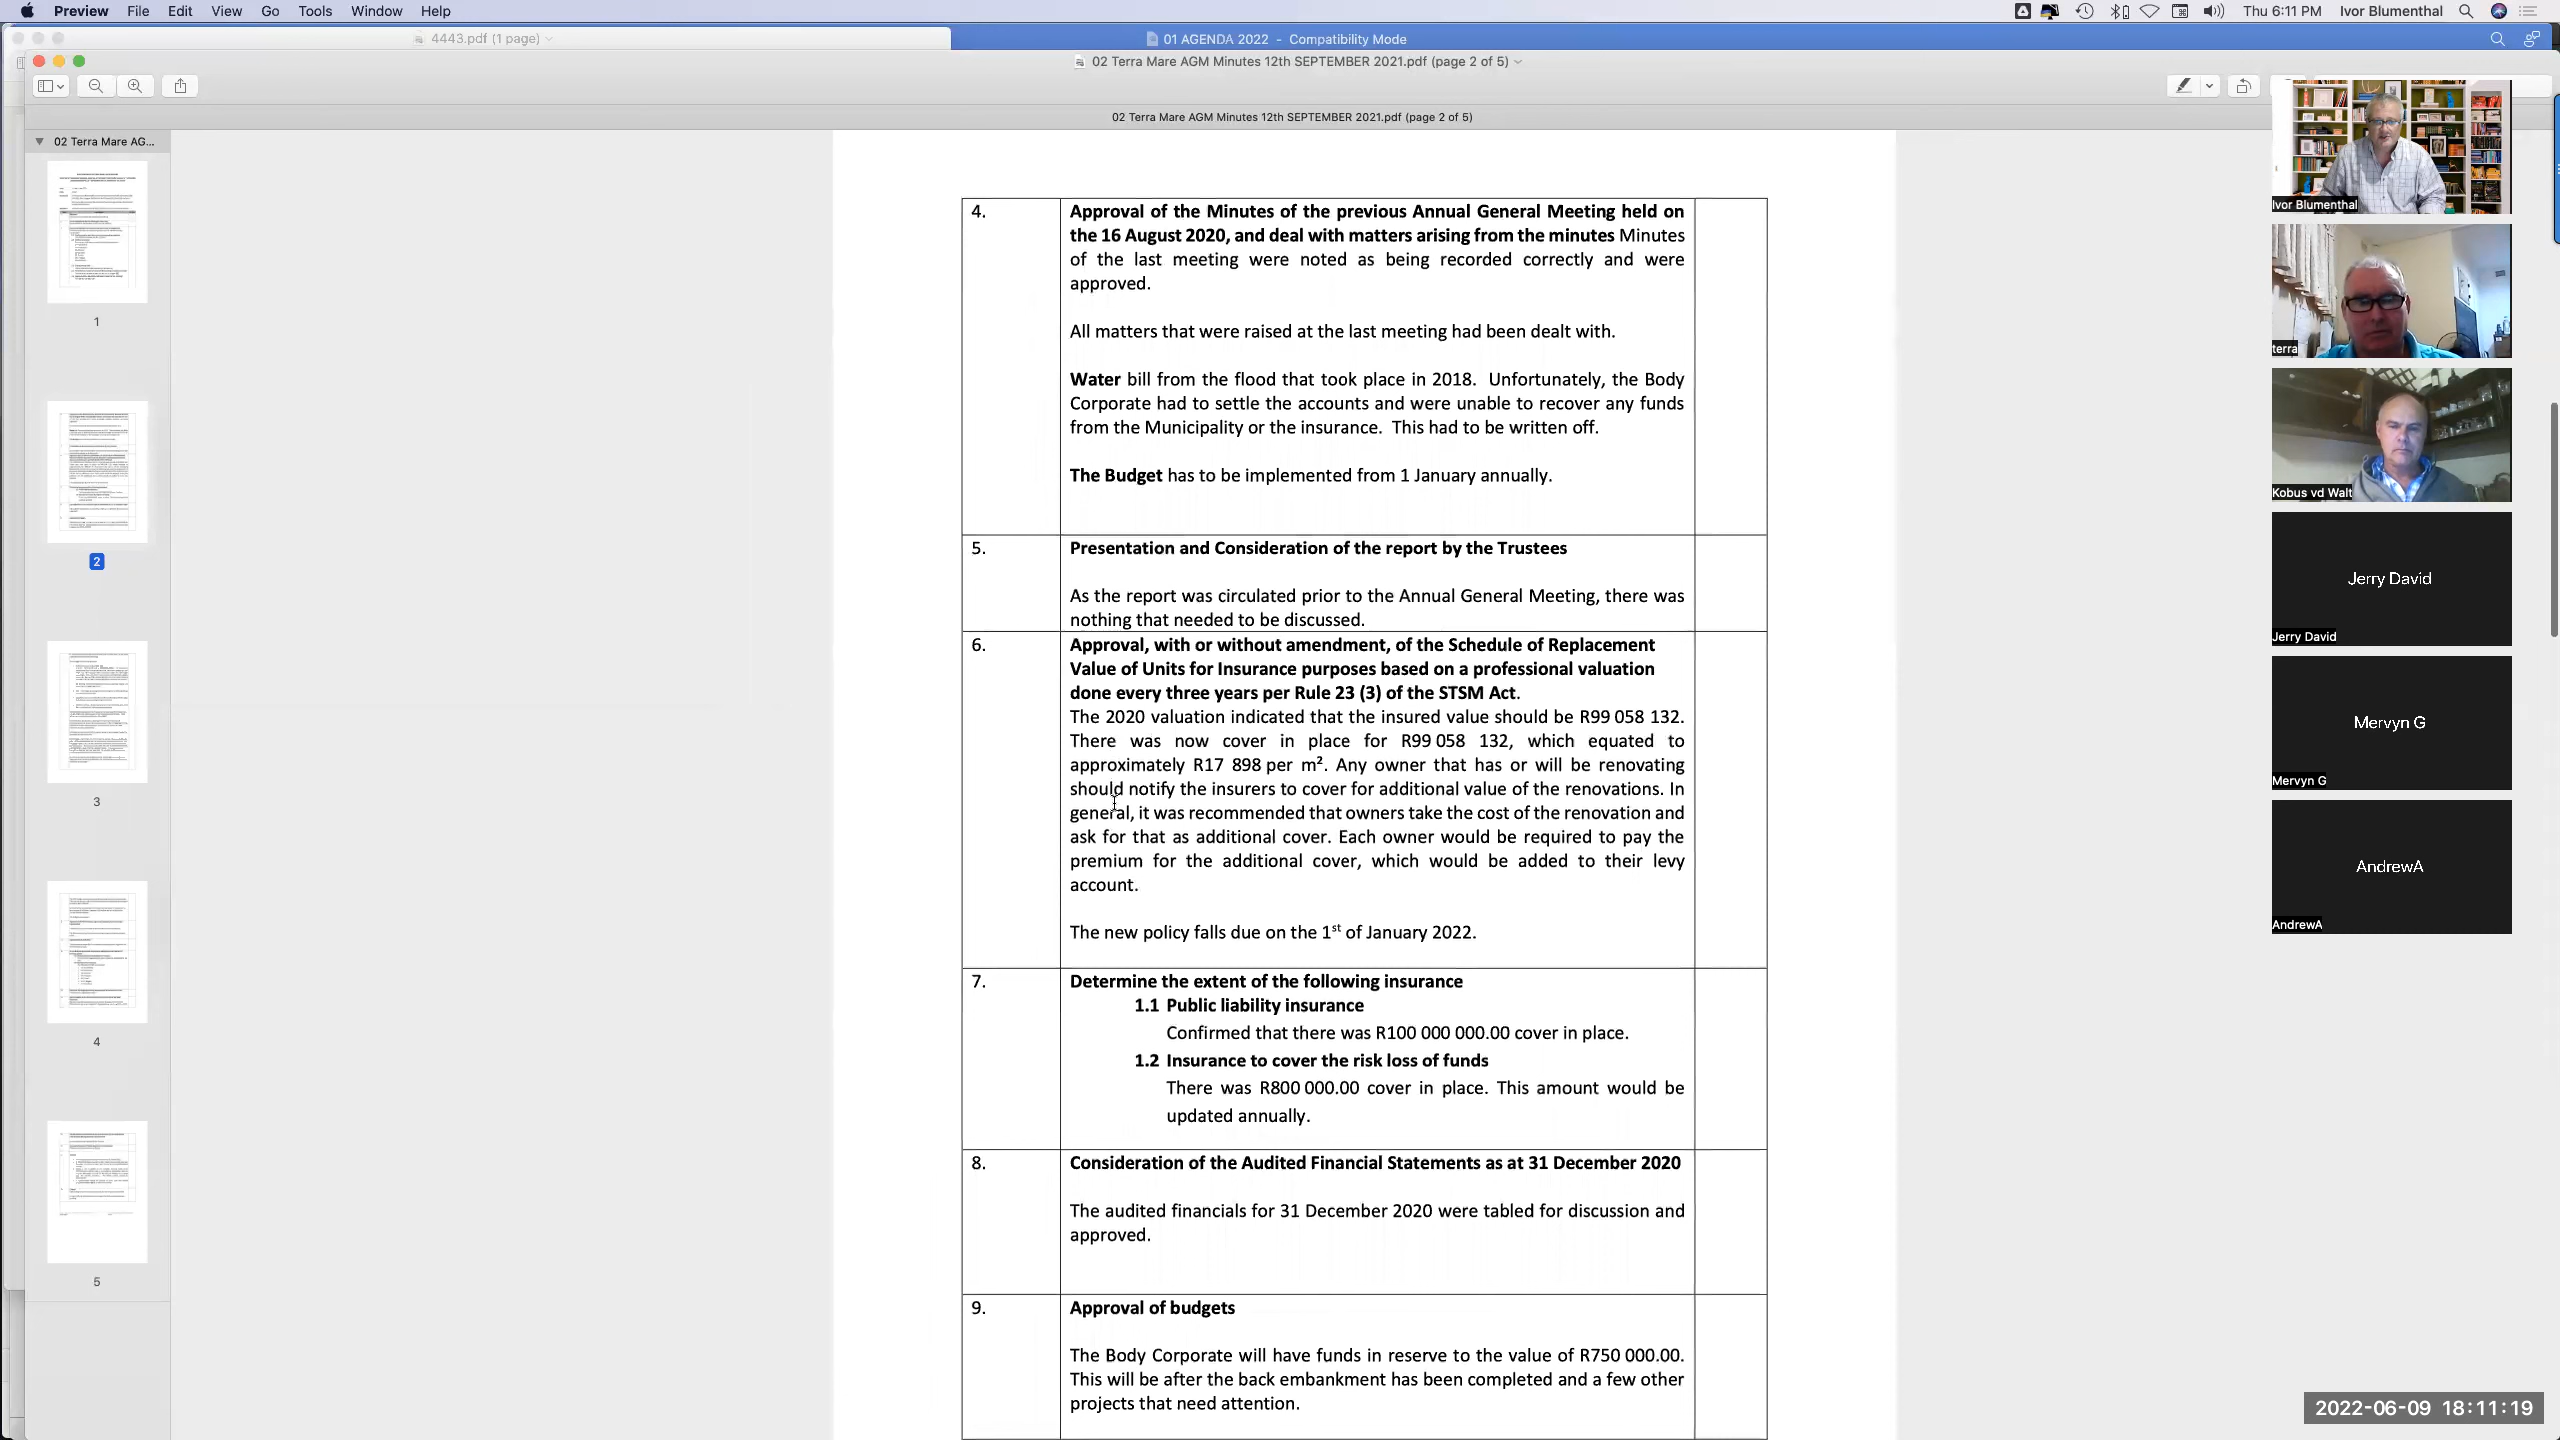 Preview File Edit View Go Tools Window Help
Thu 6:11 PM Ivor Blumenthal
4443.pdf (1 page)
01 AGENDA 2022 - Compatibility Mode
02 Terra Mare AGM Minutes 12th SEPTEMBER 2021.pdf (page 2 of 5)
02 Terra Mare AGM Minutes 12th SEPTEMBER 2021.pdf (page 2 of 5)
02 Terra Mare AG...
1
2
3
4
5
4.
Approval of the Minutes of the previous Annual General Meeting held on
the 16 August 2020, and deal with matters arising from the minutes Minutes
of the last meeting were noted as being recorded correctly and were
approved.
All matters that were raised at the last meeting had been dealt with.
Water bill from the flood that took place in 2018. Unfortunately, the Body
Corporate had to settle the accounts and were unable to recover any funds
from the Municipality or the insurance. This had to be written off.
The Budget has to be implemented from 1 January annually.
5.
Presentation and Consideration of the report by the Trustees
As the report was circulated prior to the Annual General Meeting, there was
nothing that needed to be discussed.
6.
Approval, with or without amendment, of the Schedule of Replacement
Value of Units for Insurance purposes based on a professional valuation
done every three years per Rule 23 (3) of the STSM Act.
The 2020 valuation indicated that the insured value should be R99 058 132.
There was now cover in place for R99 058 132, which equated to
approximately R17 898 per m². Any owner that has or will be renovating
should notify the insurers to cover for additional value of the renovations. In
general, it was recommended that owners take the cost of the renovation and
ask for that as additional cover. Each owner would be required to pay the
premium for the additional cover, which would be added to their levy
account.
The new policy falls due on the 1st of January 2022.
7.
Determine the extent of the following insurance
1.1 Public liability insurance
Confirmed that there was R100 000 000.00 cover in place.
1.2 Insurance to cover the risk loss of funds
There was R800 000.00 cover in place. This amount would be
updated annually.
8.
Consideration of the Audited Financial Statements as at 31 December 2020
The audited financials for 31 December 2020 were tabled for discussion and
approved.
9.
Approval of budgets
The Body Corporate will have funds in reserve to the value of R750 000.00.
This will be after the back embankment has been completed and a few other
projects that need attention.
Ivor Blumenthal
terra
Kobus vd Walt
Jerry David
Jerry David
Mervyn G
Mervyn G
AndrewA
AndrewA
2022-06-09 18:11:19